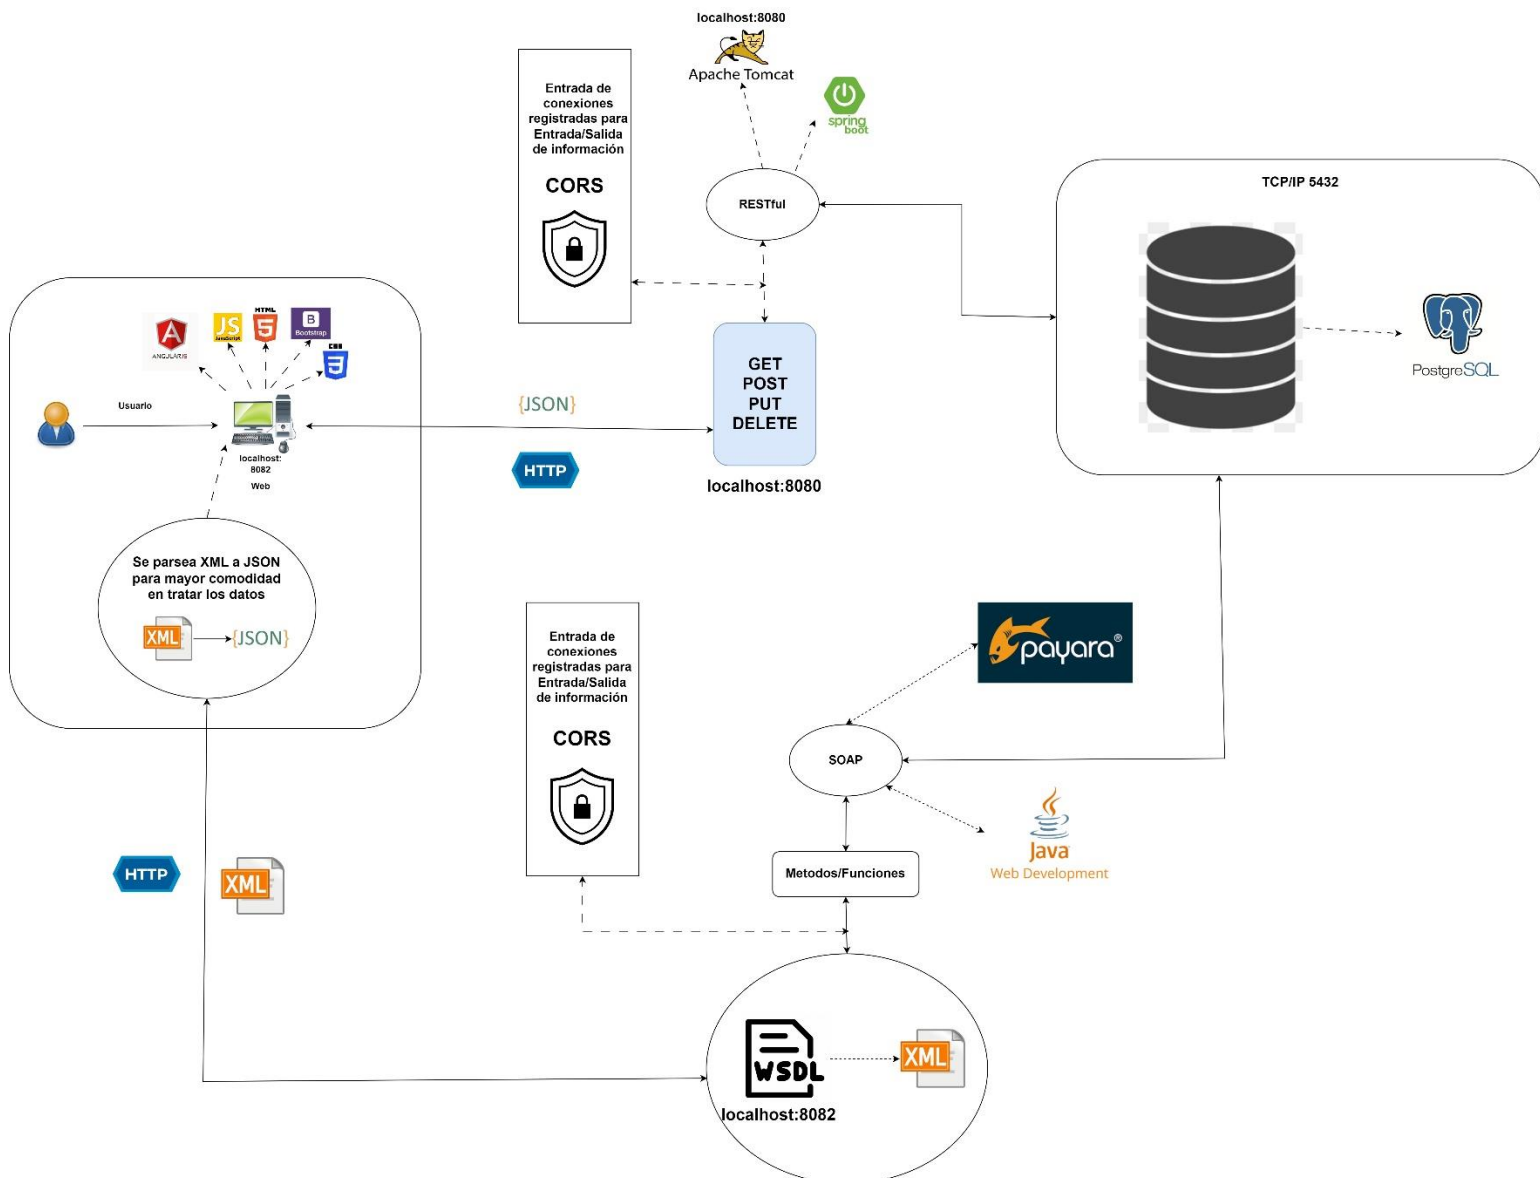 localhost:8080
Apache Tomcat
spring
boot
Entrada de
conexiones
registradas para
Entrada/Salida
de información
CORS
RESTful
TCP/IP 5432
PostgreSQL
GET
POST
PUT
DELETE
localhost:8080
{JSON}
HTTP
ANGULARJS
JS
JavaScript
HTML
5
B
Bootstrap
CSS
3
Usuario
localhost:
8082
Web
Se parsea XML a JSON
para mayor comodidad
en tratar los datos
XML
{JSON}
Entrada de
conexiones
registradas para
Entrada/Salida
de información
CORS
payara®
SOAP
Java
Web Development
Metodos/Funciones
HTTP
XML
WSDL
localhost:8082
XML